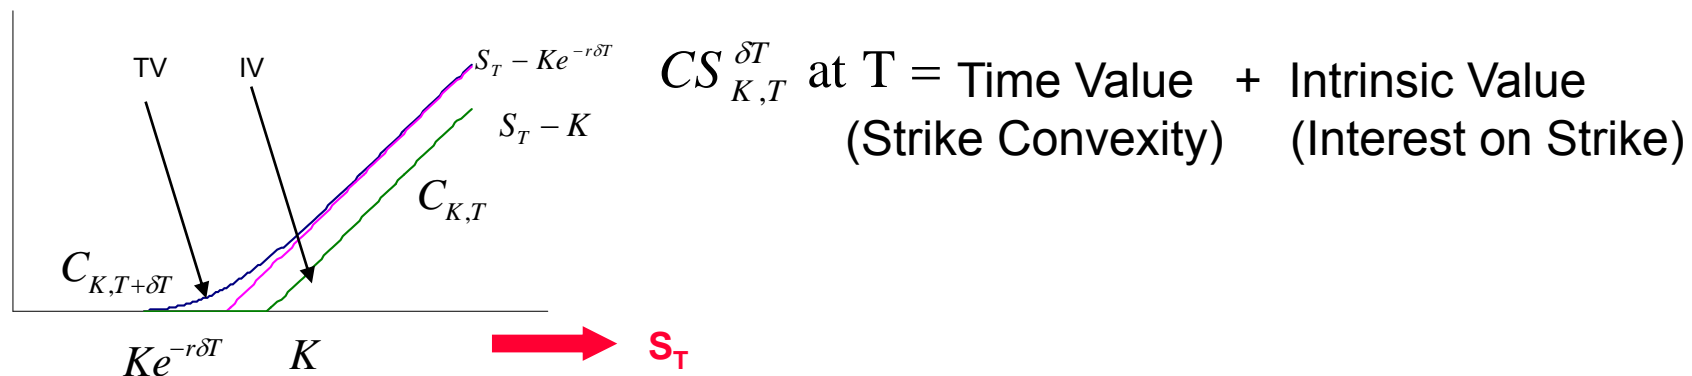 TV IV
S_T − Ke^{−rδT}
S_T − K
C_{K,T}
C_{K,T+δT}
Ke^{−rδT} K
S_T
CS_{K,T}^{δT} at T = Time Value + Intrinsic Value
(Strike Convexity) (Interest on Strike)